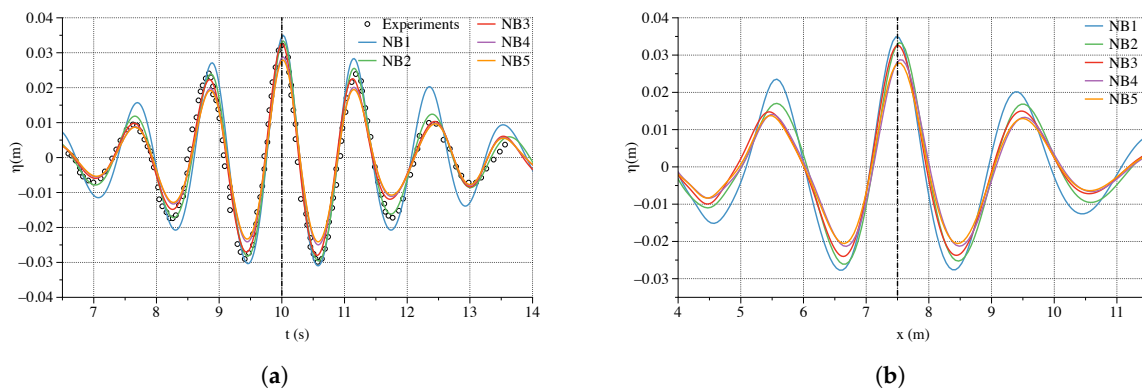 0.04
0.03
0.02
0.01
0
−0.01
−0.02
−0.03
−0.04
η(m)
Experiments
NB1
NB2
NB3
NB4
NB5
7 8 9 10 11 12 13 14
t (s)
(a)
0.04
0.03
0.02
0.01
0
−0.01
−0.02
−0.03
η(m)
NB1
NB2
NB3
NB4
NB5
4 5 6 7 8 9 10 11
x (m)
(b)